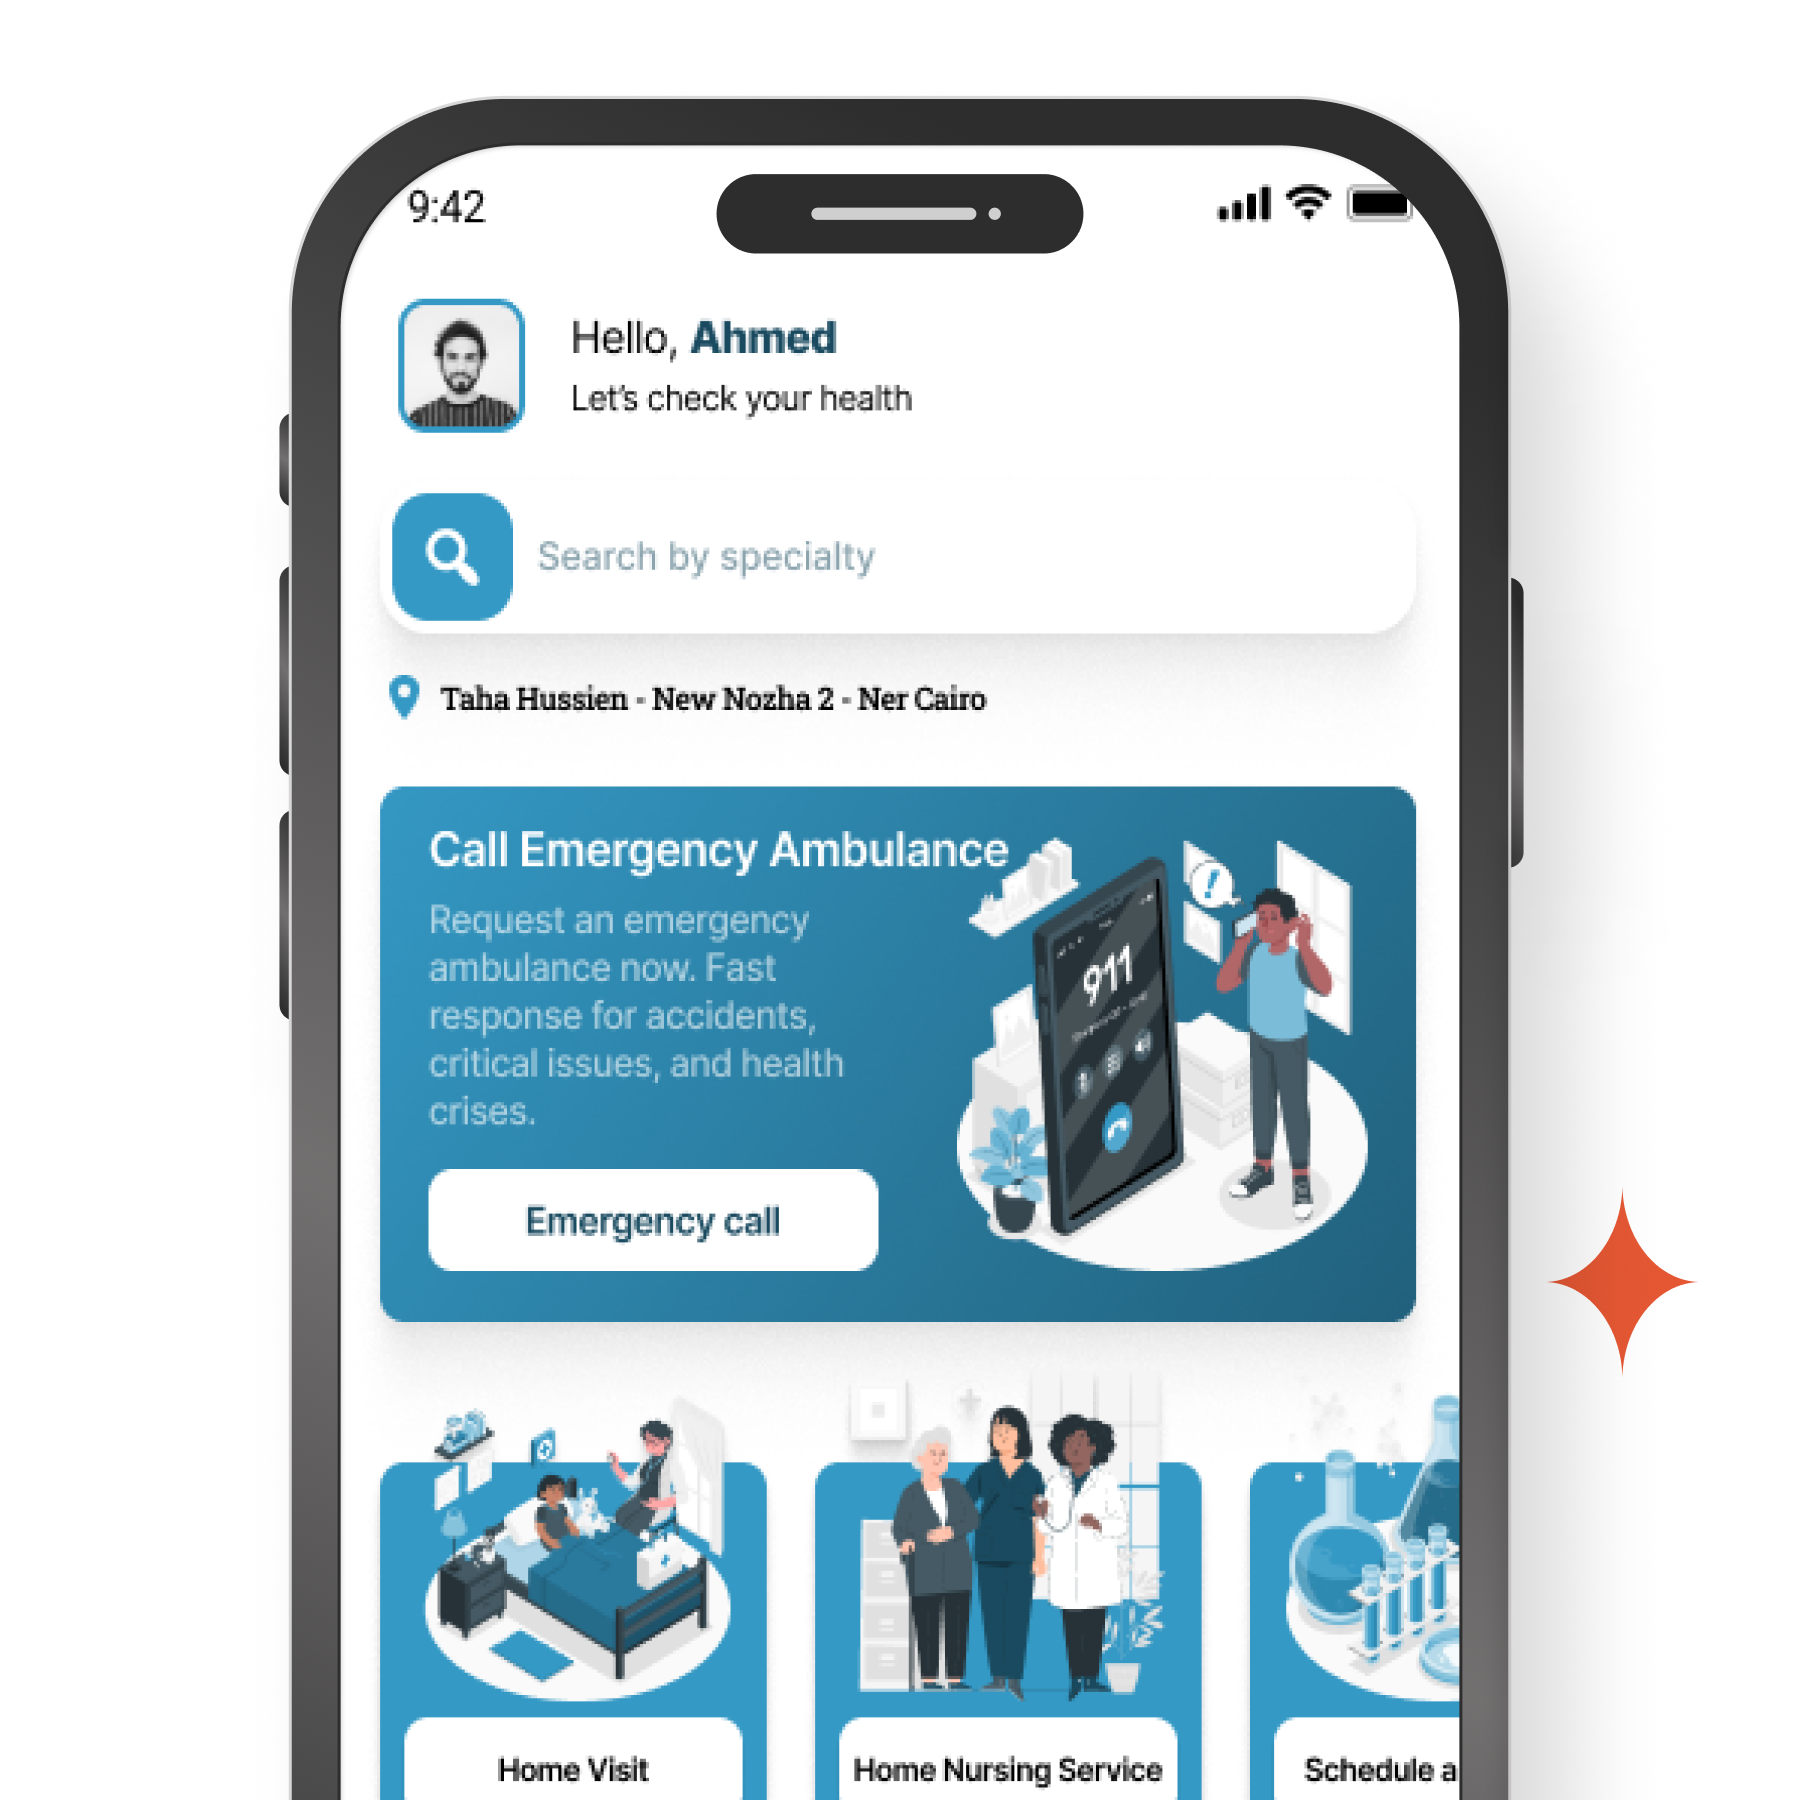 9:42
Hello, Ahmed
Let's check your health
Search by specialty
Taha Hussien - New Nozha 2 - Ner Cairo
Call Emergency Ambulance
Request an emergency
ambulance now. Fast
response for accidents,
critical issues, and health
crises.
911
Emergency call
Home Visit
Home Nursing Service
Schedule a